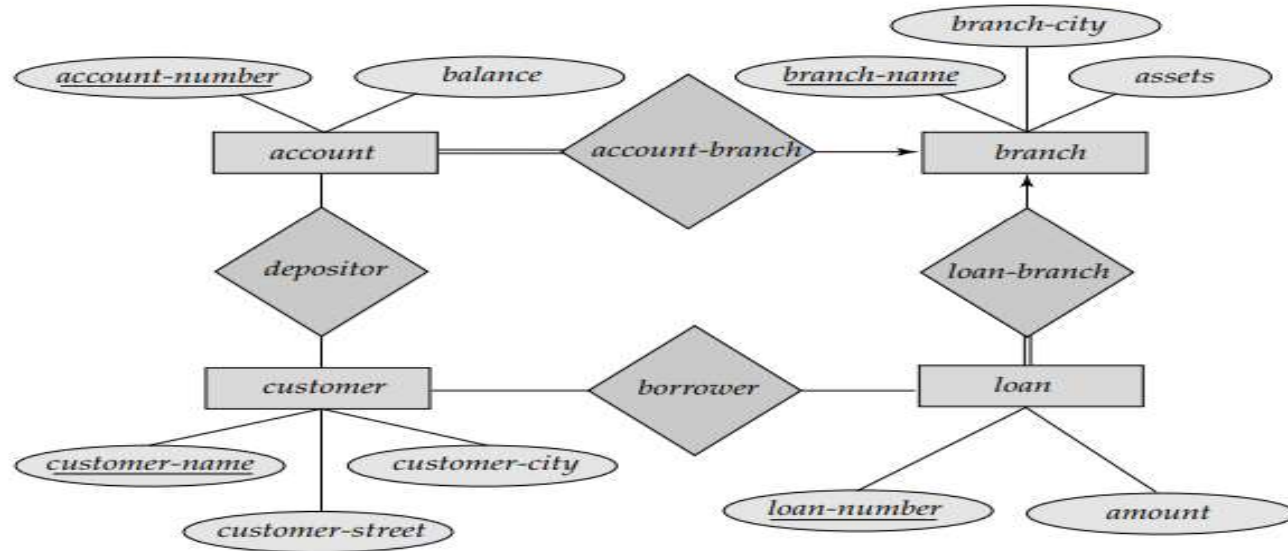 branch-city
account-number
balance
branch-name
assets
account
account-branch
branch
depositor
loan-branch
customer
borrower
loan
customer-name
customer-city
customer-street
loan-number
amount